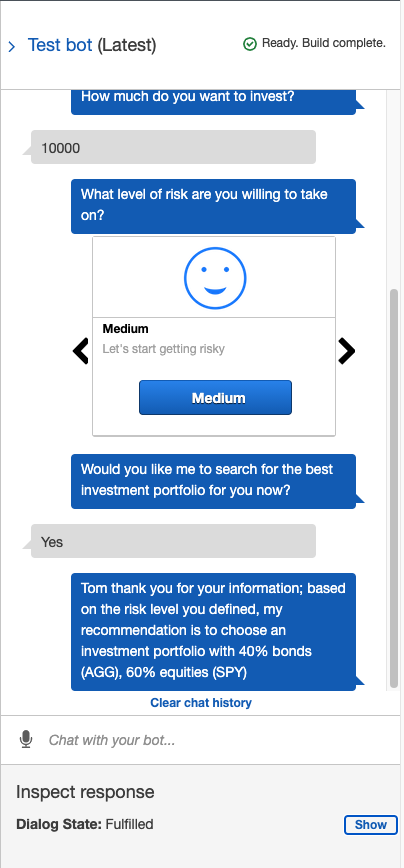 Test bot (Latest)
Ready. Build complete.
How much do you want to invest?
10000
What level of risk are you willing to take
on?
Medium
Let's start getting risky
Medium
Would you like me to search for the best
investment portfolio for you now?
Yes
Tom thank you for your information; based
on the risk level you defined, my
recommendation is to choose an
investment portfolio with 40% bonds
(AGG), 60% equities (SPY)
Clear chat history
Chat with your bot...
Inspect response
Dialog State: Fulfilled
Show